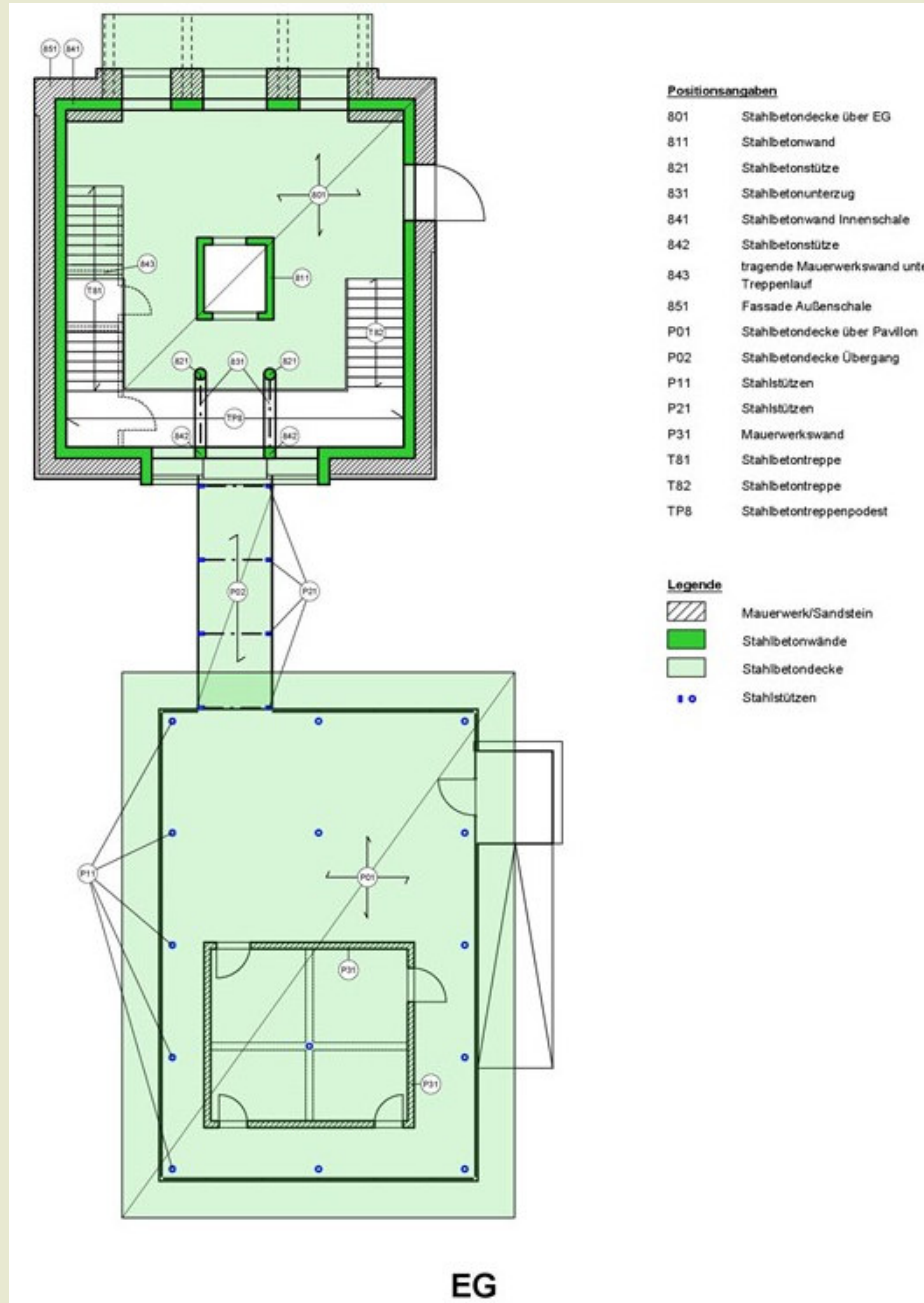 851 841
Positionsangaben
801 Stahlbetondecke über EG
811 Stahlbetonwand
821 Stahlbetonstütze
831 Stahlbetonunterzug
841 Stahlbetonwand Innenschale
842 Stahlbetonstütze
843 tragende Mauerwerkswand unte
Treppenlauf
851 Fassade Außenschale
P01 Stahlbetondecke über Pavillon
P02 Stahlbetondecke Übergang
P11 Stahlstützen
P21 Stahlstützen
P31 Mauerwerkswand
T81 Stahlbetontreppe
T82 Stahlbetontreppe
TP8 Stahlbetontreppenpodest
Legende
Mauerwerk/Sandstein
Stahlbetonwände
Stahlbetondecke
Stahlstützen
801
843
811
T81
T82
821 831 821
TP8
842 842
P02 P21
P11
P01
P31
P31
EG